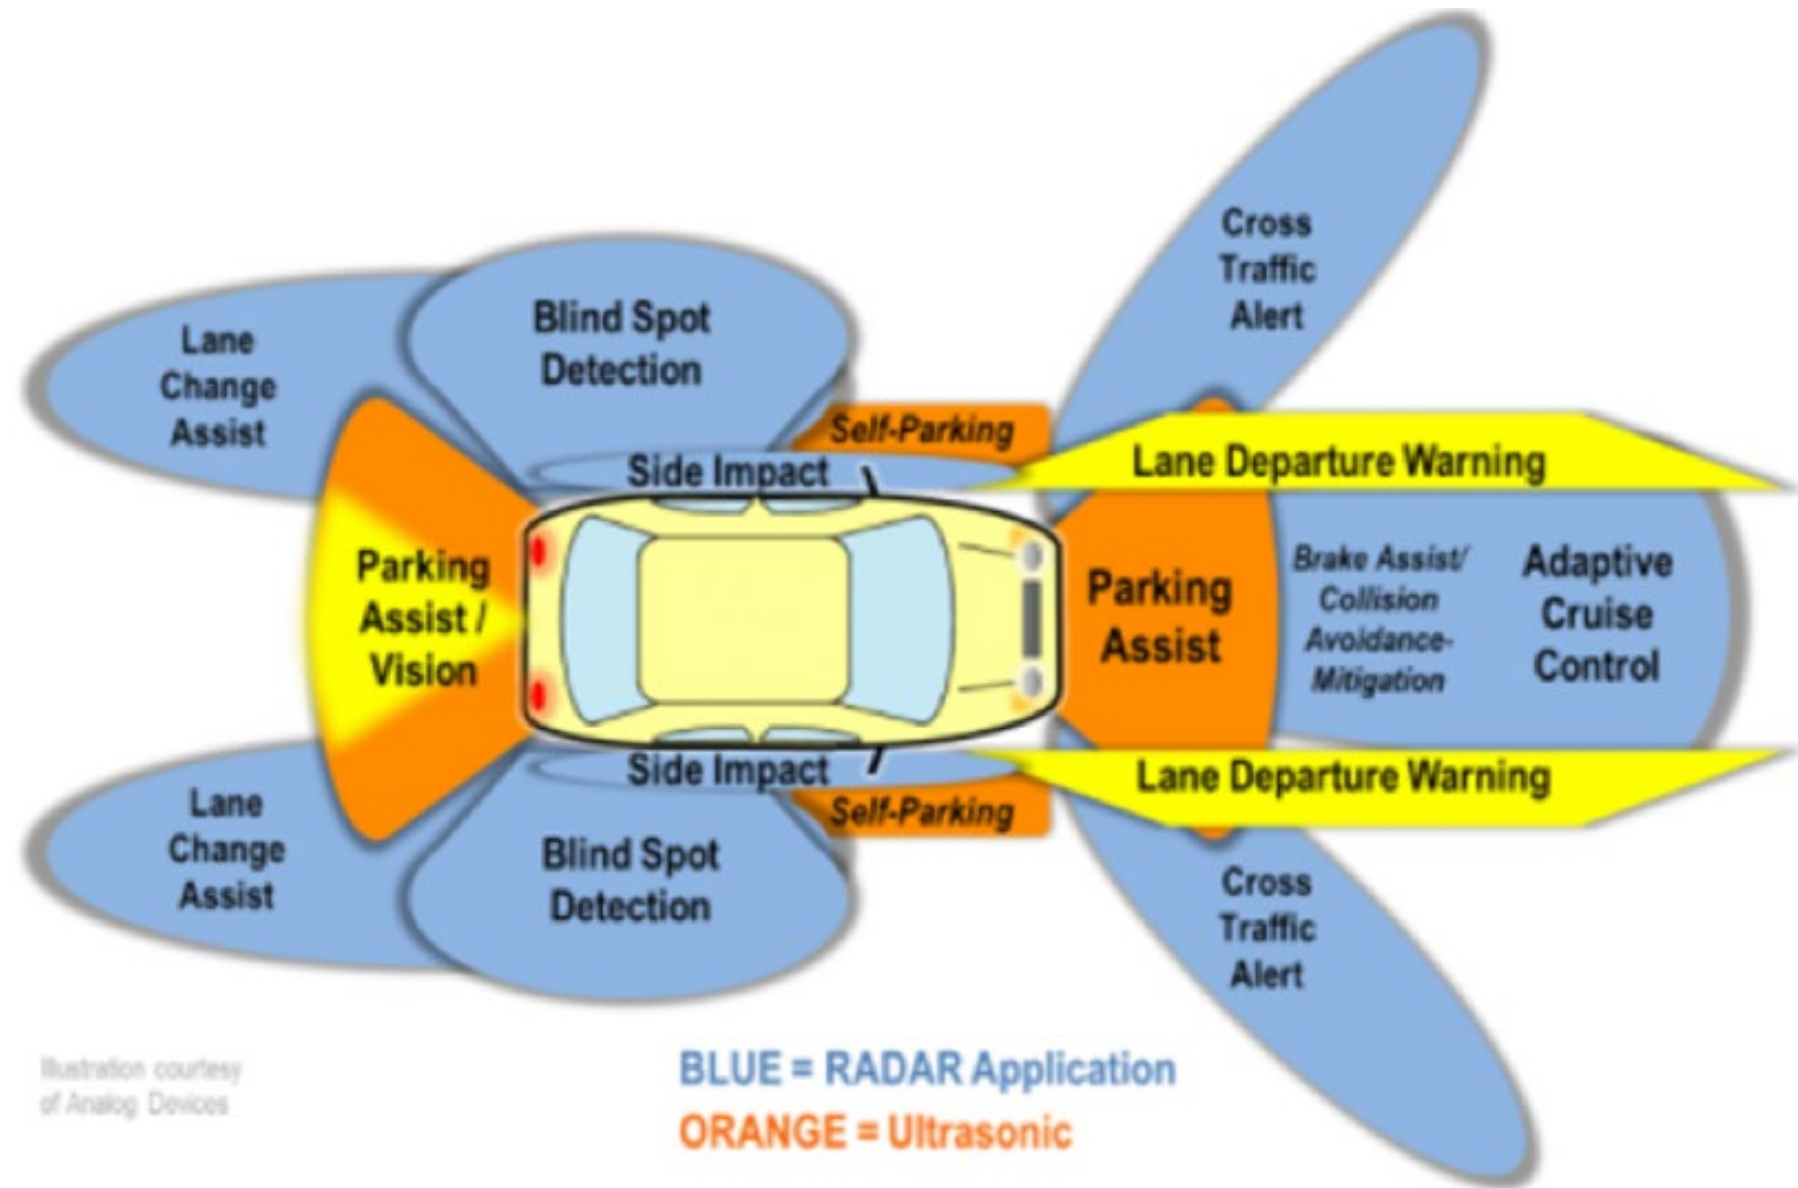 Cross
Traffic
Alert
Blind Spot
Detection
Lane
Change
Assist
Self-Parking
Side Impact
Lane Departure Warning
Parking
Assist /
Vision
Parking
Assist
Brake Assist/
Collision
Avoidance-
Mitigation
Adaptive
Cruise
Control
Side Impact
Lane Departure Warning
Self-Parking
Lane
Change
Assist
Blind Spot
Detection
Cross
Traffic
Alert
Illustration courtesy
of Analog Devices
BLUE = RADAR Application
ORANGE = Ultrasonic